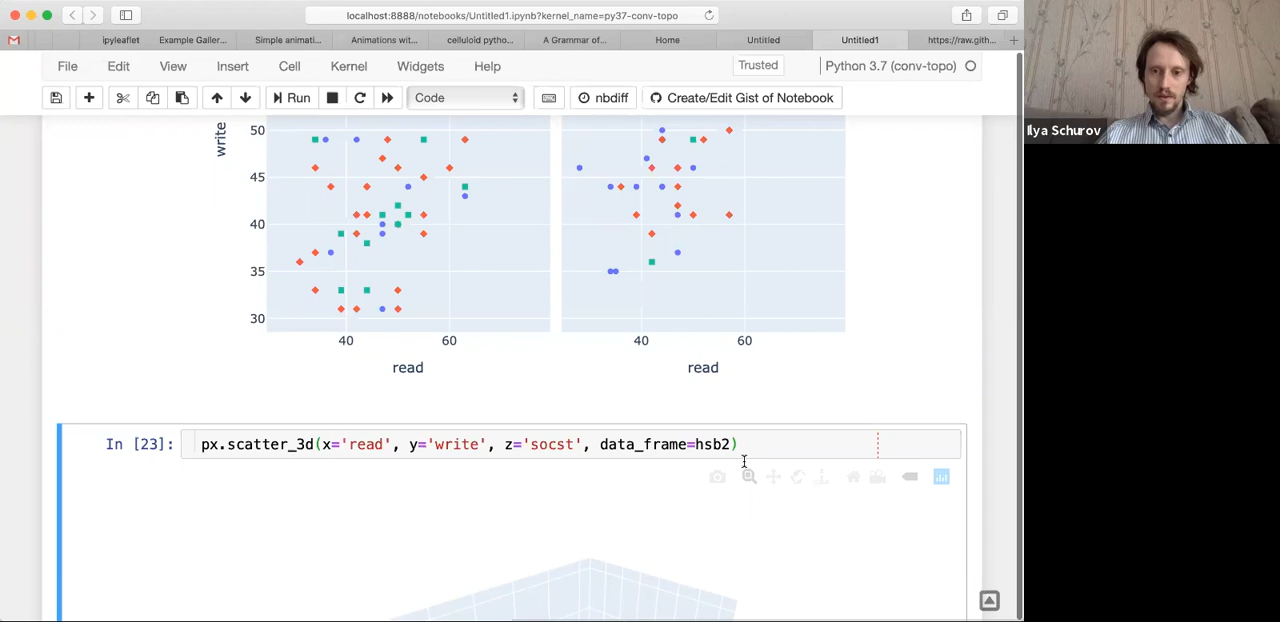 localhost:8888/notebooks/Untitled1.ipynb?kernel_name=py37-conv-topo
ipyleaflet Example Galler... Simple animati... Animations wit... celluloid pytho... A Grammar of... Home Untitled Untitled1 https://raw.gith...
File Edit View Insert Cell Kernel Widgets Help Trusted Python 3.7 (conv-topo)
Run Code nbdiff Create/Edit Gist of Notebook
write
50
45
40
35
30
40 60 40 60
read read
In [23]: px.scatter_3d(x='read', y='write', z='socst', data_frame=hsb2)
Ilya Schurov